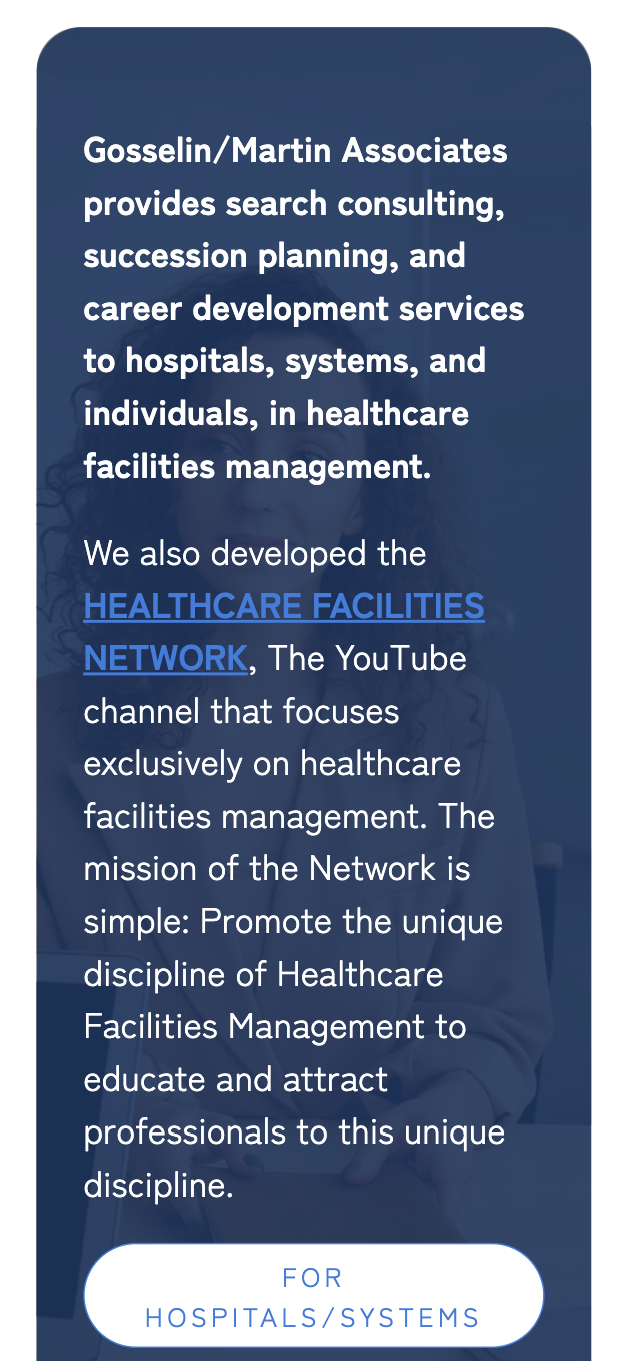 Gosselin/Martin Associates
provides search consulting,
succession planning, and
career development services
to hospitals, systems, and
individuals, in healthcare
facilities management.
We also developed the
HEALTHCARE FACILITIES
NETWORK, The YouTube
channel that focuses
exclusively on healthcare
facilities management. The
mission of the Network is
simple: Promote the unique
discipline of Healthcare
Facilities Management to
educate and attract
professionals to this unique
discipline.
FOR
HOSPITALS/SYSTEMS